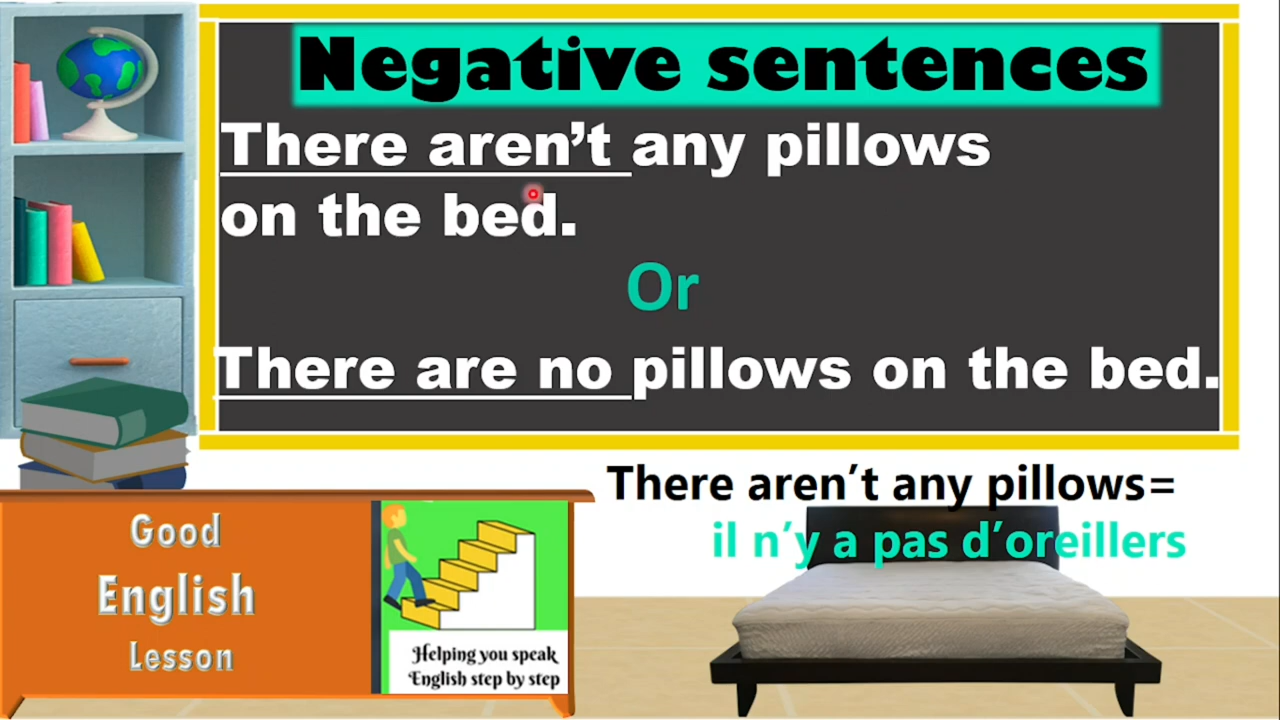 Negative sentences
There aren’t any pillows
on the bed.
Or
There are no pillows on the bed.
There aren’t any pillows=
il n’y a pas d’oreillers
Good
English
Lesson
Helping you speak
English step by step